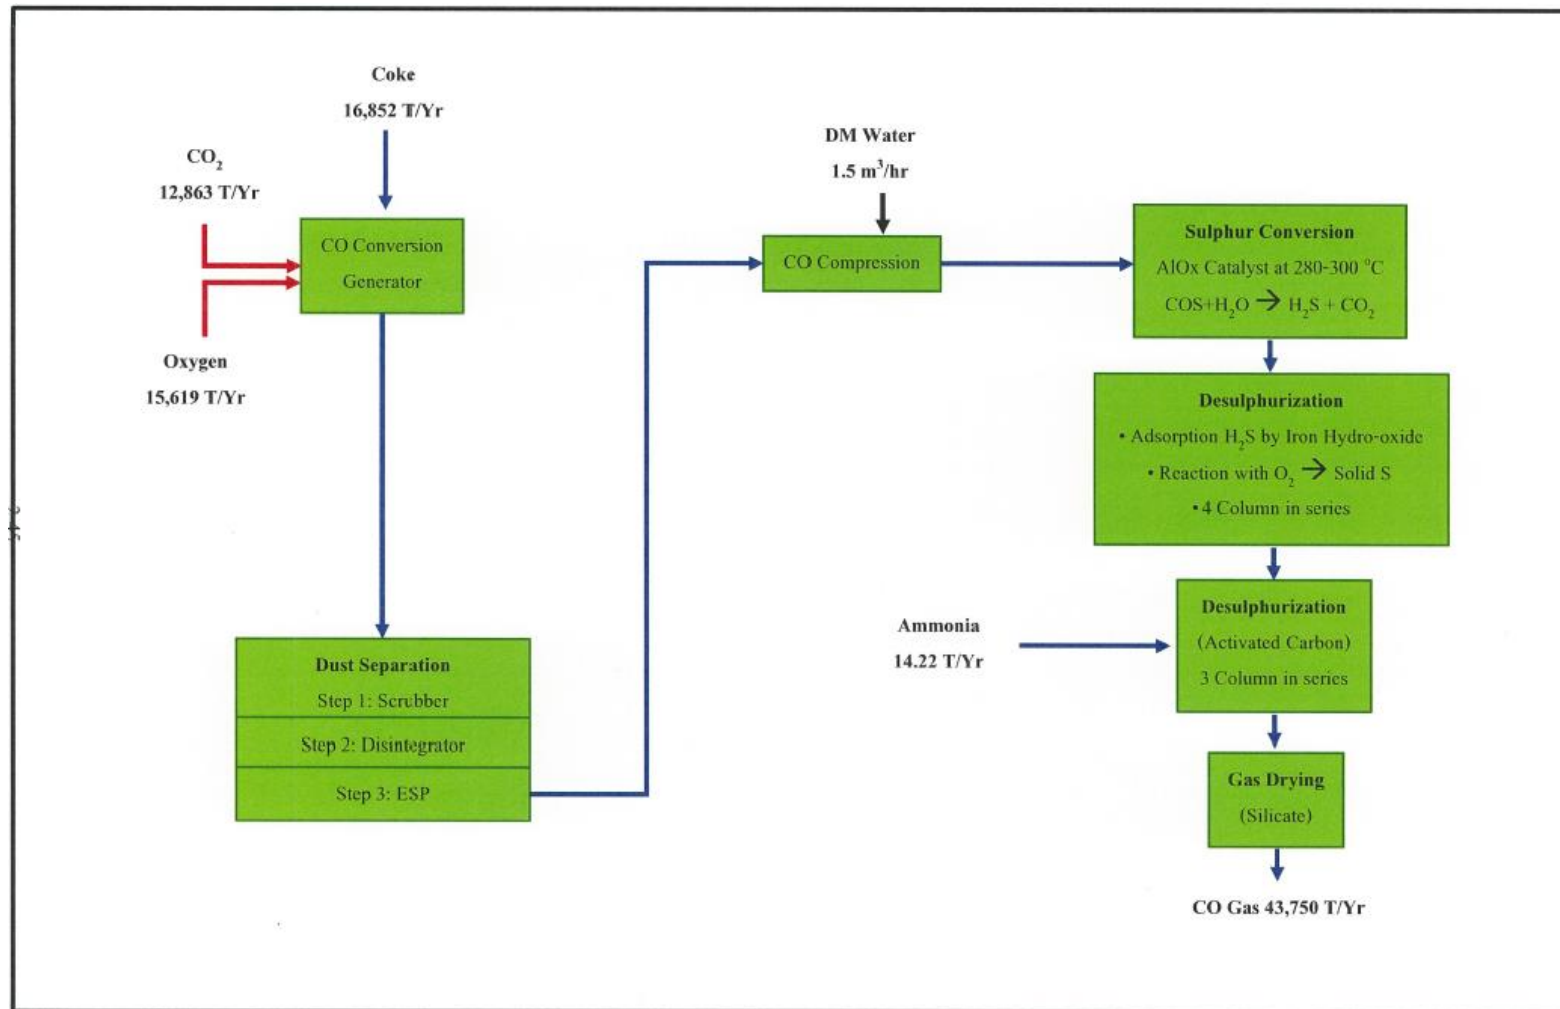 Coke
16,852 T/Yr
CO₂
12,863 T/Yr
CO Conversion
Generator
Oxygen
15,619 T/Yr
Dust Separation
Step 1: Scrubber
Step 2: Disintegrator
Step 3: ESP
DM Water
1.5 m³/hr
CO Compression
Sulphur Conversion
AlOx Catalyst at 280-300 °C
COS+H₂O → H₂S + CO₂
Desulphurization
• Adsorption H₂S by Iron Hydro-oxide
• Reaction with O₂ → Solid S
• 4 Column in series
Ammonia
14.22 T/Yr
Desulphurization
(Activated Carbon)
3 Column in series
Gas Drying
(Silicate)
CO Gas 43,750 T/Yr